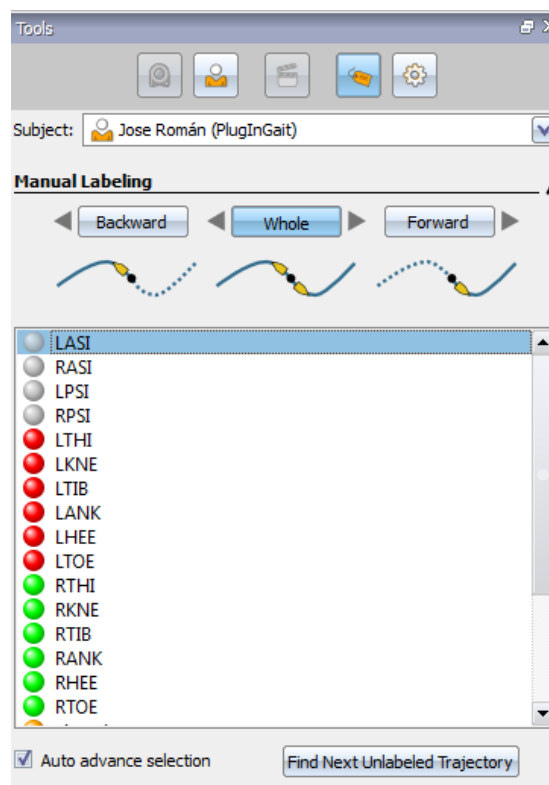 Tools
Subject: Jose Román (PlugInGait)
Manual Labeling
Backward Whole Forward
LASI
RASI
LPSI
RPSI
LTHI
LKNE
LTIB
LANK
LHEE
LTOE
RTHI
RKNE
RTIB
RANK
RHEE
RTOE
Auto advance selection Find Next Unlabeled Trajectory